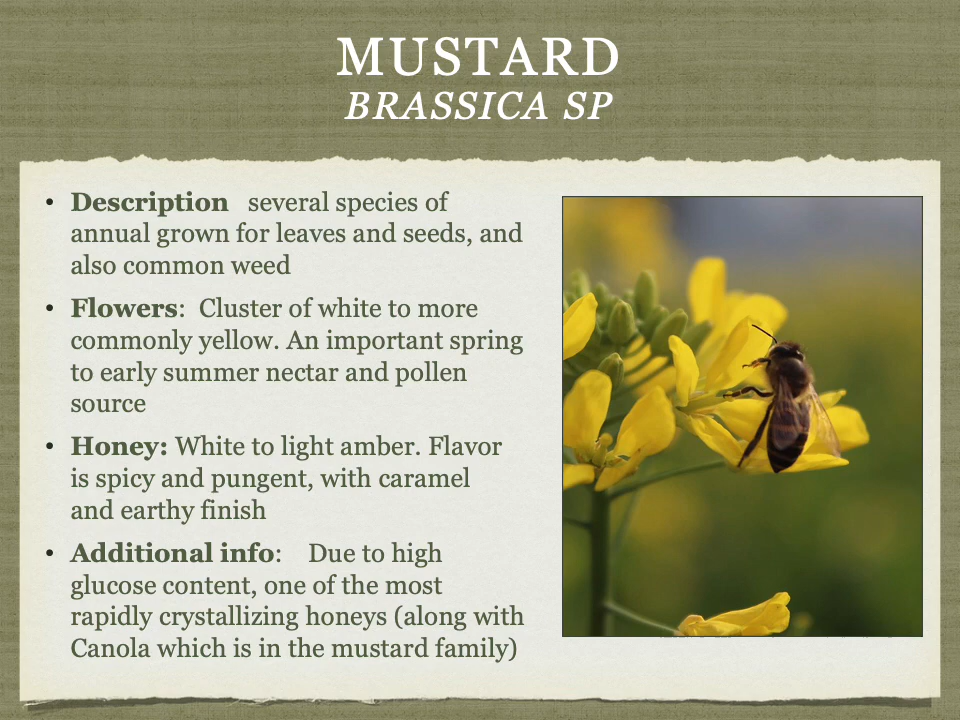 MUSTARD
BRASSICA SP
• Description several species of
annual grown for leaves and seeds, and
also common weed
• Flowers: Cluster of white to more
commonly yellow. An important spring
to early summer nectar and pollen
source
• Honey: White to light amber. Flavor
is spicy and pungent, with caramel
and earthy finish
• Additional info: Due to high
glucose content, one of the most
rapidly crystallizing honeys (along with
Canola which is in the mustard family)